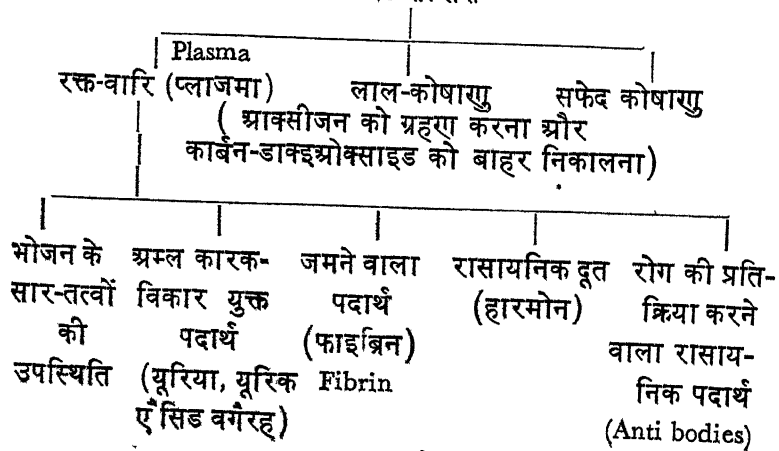 Plasma
रक्त-वारि (प्लाजमा) लाल-कोषाणु सफेद कोषाणु
( आक्सीजन को ग्रहण करना और
कार्बन-डाक्इओक्साइड को बाहर निकालना)
भोजन के अम्ल कारक- जमने वाला रासायनिक दूत रोग की प्रति-
सार-तत्वों विकार युक्त पदार्थ (हारमोन) क्रिया करने
की पदार्थ (फाइब्रिन) वाला रासाय-
उपस्थिति (यूरिया, यूरिक Fibrin निक पदार्थ
एॅसिड वगैरह) (Anti bodies)